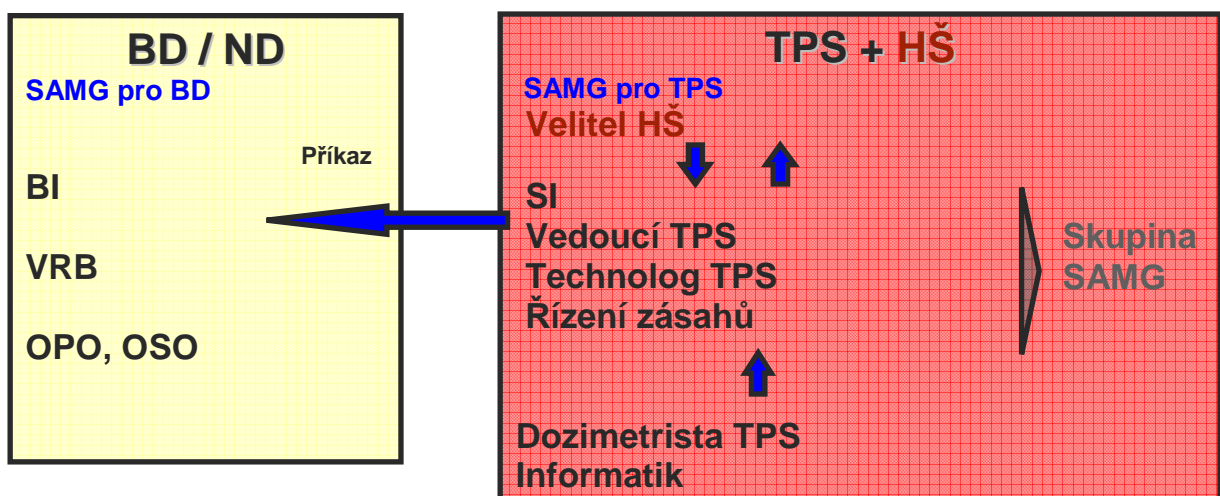 BD / ND
SAMG pro BD
Příkaz
BI
VRB
OPO, OSO
TPS + HŠ
SAMG pro TPS
Velitel HŠ
SI
Vedoucí TPS
Technolog TPS
Řízení zásahů
Skupina
SAMG
Dozimetrista TPS
Informatik